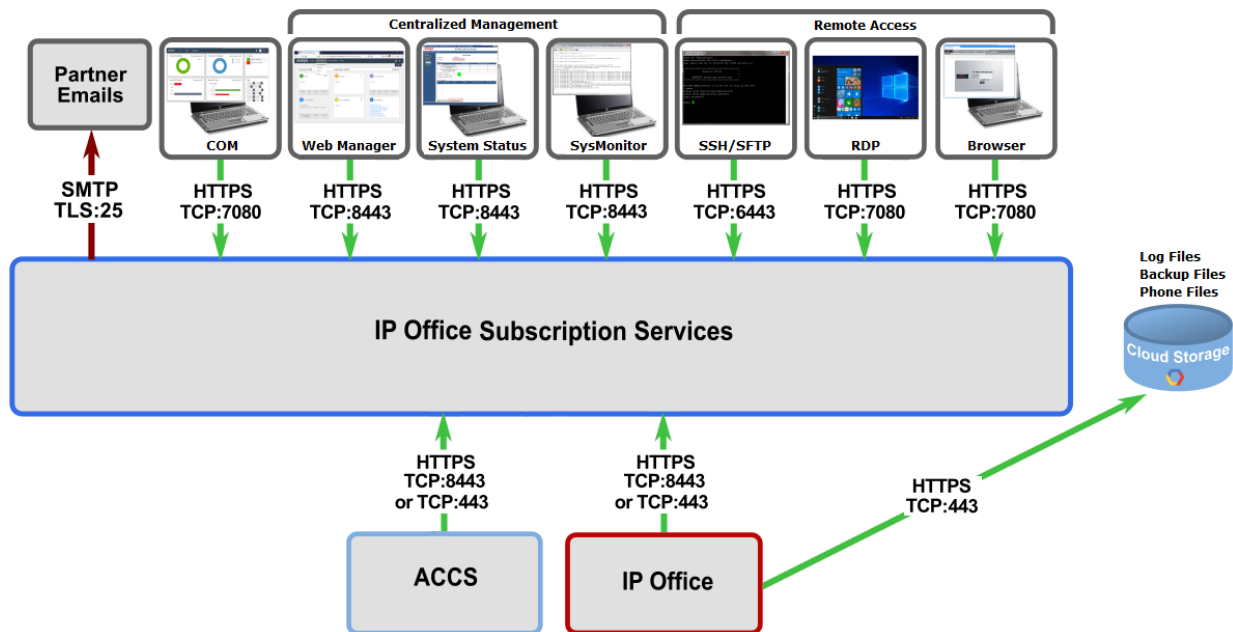 Centralized Management
Remote Access
Partner
Emails
COM
Web Manager
System Status
SysMonitor
SSH/SFTP
RDP
Browser
SMTP
TLS:25
HTTPS
TCP:7080
HTTPS
TCP:8443
HTTPS
TCP:8443
HTTPS
TCP:8443
HTTPS
TCP:6443
HTTPS
TCP:7080
HTTPS
TCP:7080
IP Office Subscription Services
Log Files
Backup Files
Phone Files
Cloud Storage
HTTPS
TCP:8443
or TCP:443
HTTPS
TCP:8443
or TCP:443
HTTPS
TCP:443
ACCS
IP Office